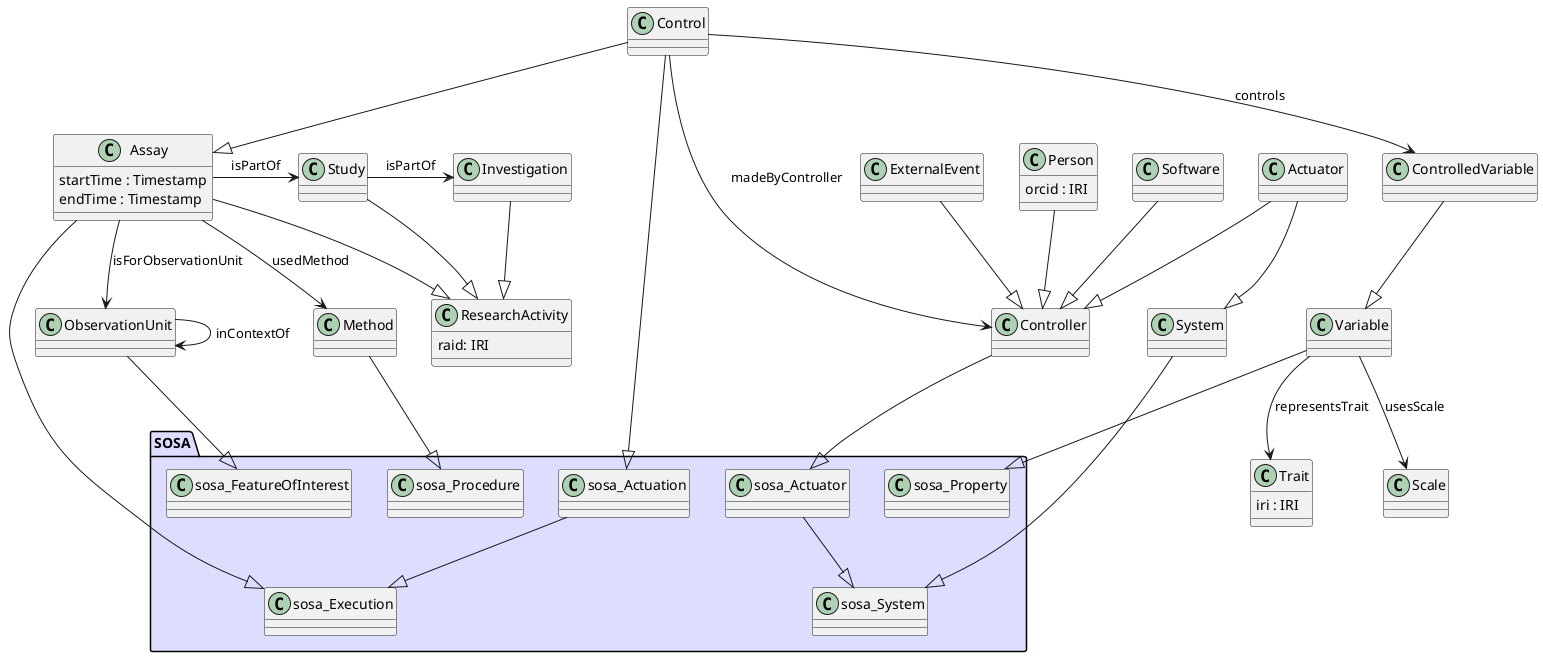 C Control
controls
C Assay
startTime : Timestamp
endTime : Timestamp
isPartOf
C Study
isPartOf
C Investigation
madeByController
C ExternalEvent
C Person
orcid : IRI
C Software
C Actuator
C ControlledVariable
isForObservationUnit
usedMethod
C ObservationUnit
inContextOf
C Method
C ResearchActivity
raid: IRI
C Controller
C System
C Variable
representsTrait
usesScale
SOSA
C sosa_FeatureOfInterest
C sosa_Procedure
C sosa_Actuation
C sosa_Actuator
C sosa_Property
C Trait
iri : IRI
C Scale
C sosa_Execution
C sosa_System